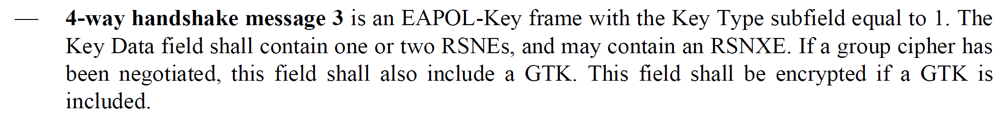 — 4-way handshake message 3 is an EAPOL-Key frame with the Key Type subfield equal to 1. The
Key Data field shall contain one or two RSNEs, and may contain an RSNXE. If a group cipher has
been negotiated, this field shall also include a GTK. This field shall be encrypted if a GTK is
included.